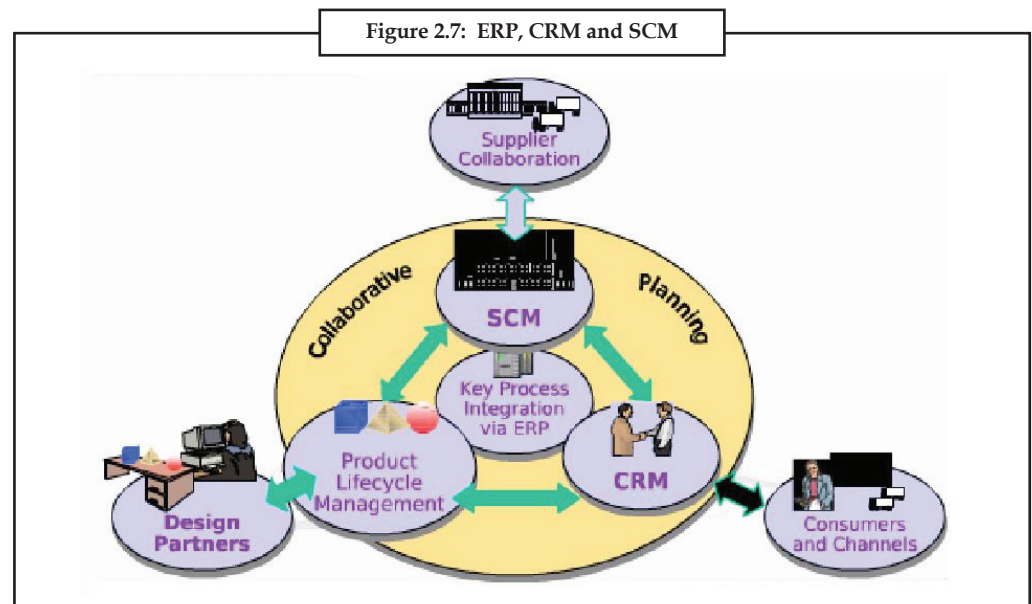 Figure 2.7: ERP, CRM and SCM
Supplier
Collaboration
Collaborative
Planning
SCM
Key Process
Integration
via ERP
Product
Lifecycle
Management
CRM
Design
Partners
Consumers
and Channels